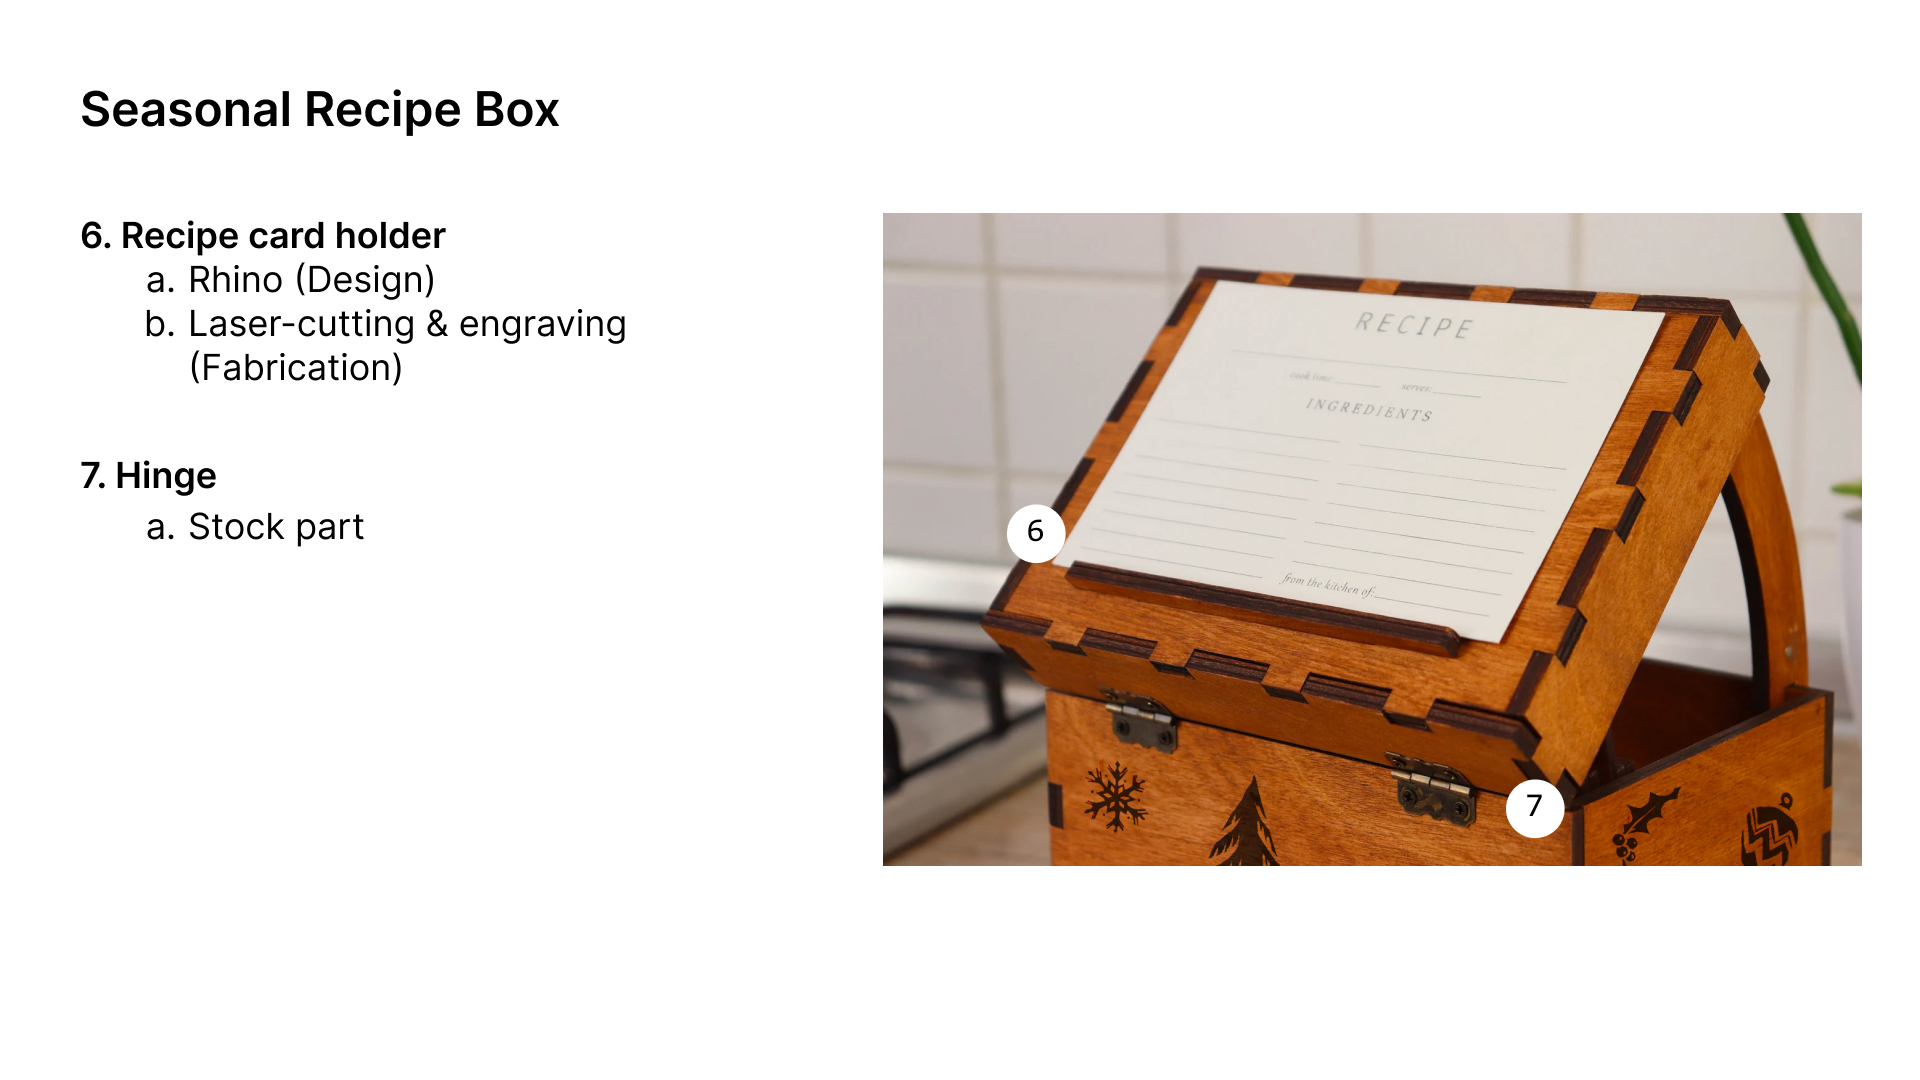 Seasonal Recipe Box
6. Recipe card holder
a. Rhino (Design)
b. Laser-cutting & engraving
(Fabrication)
7. Hinge
a. Stock part
RECIPE
cook time: serves:
INGREDIENTS
from the kitchen of:
6
7